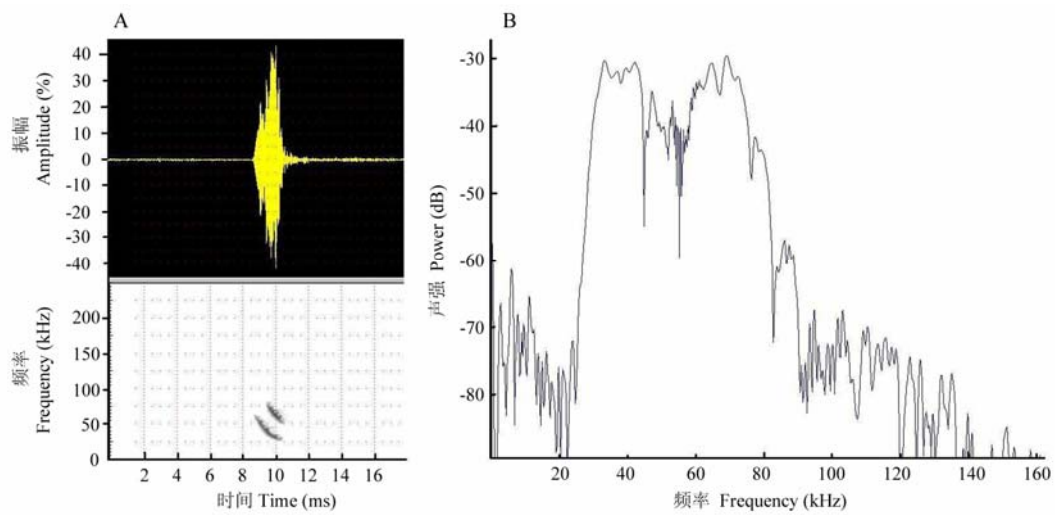 A
振幅
Amplitude (%)
40
30
20
10
0
-10
-20
-30
-40
频率
Frequency (kHz)
200
150
100
50
0
2 4 6 8 10 12 14 16
时间 Time (ms)
B
声强 Power (dB)
-30
-40
-50
-60
-70
-80
20 40 60 80 100 120 140 160
频率 Frequency (kHz)